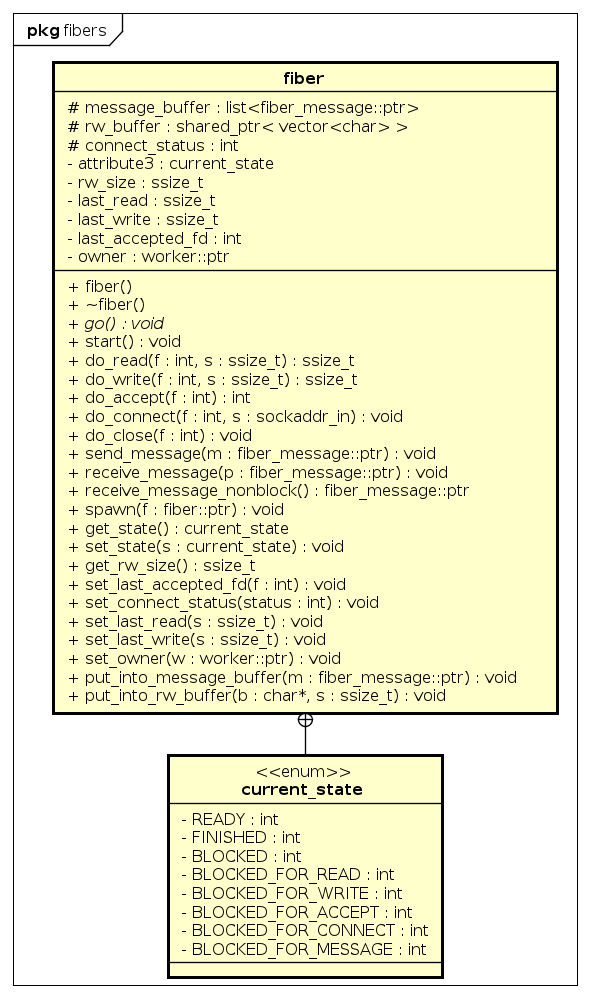 pkg fibers
fiber
# message_buffer : list<fiber_message::ptr>
# rw_buffer : shared_ptr< vector<char> >
# connect_status : int
- attribute3 : current_state
- rw_size : ssize_t
- last_read : ssize_t
- last_write : ssize_t
- last_accepted_fd : int
- owner : worker::ptr
+ fiber()
+ ~fiber()
+ go() : void
+ start() : void
+ do_read(f : int, s : ssize_t) : ssize_t
+ do_write(f : int, s : ssize_t) : ssize_t
+ do_accept(f : int) : int
+ do_connect(f : int, s : sockaddr_in) : void
+ do_close(f : int) : void
+ send_message(m : fiber_message::ptr) : void
+ receive_message(p : fiber_message::ptr) : void
+ receive_message_nonblock() : fiber_message::ptr
+ spawn(f : fiber::ptr) : void
+ get_state() : current_state
+ set_state(s : current_state) : void
+ get_rw_size() : ssize_t
+ set_last_accepted_fd(f : int) : void
+ set_connect_status(status : int) : void
+ set_last_read(s : ssize_t) : void
+ set_last_write(s : ssize_t) : void
+ set_owner(w : worker::ptr) : void
+ put_into_message_buffer(m : fiber_message::ptr) : void
+ put_into_rw_buffer(b : char*, s : ssize_t) : void
<<enum>>
current_state
- READY : int
- FINISHED : int
- BLOCKED : int
- BLOCKED_FOR_READ : int
- BLOCKED_FOR_WRITE : int
- BLOCKED_FOR_ACCEPT : int
- BLOCKED_FOR_CONNECT : int
- BLOCKED_FOR_MESSAGE : int